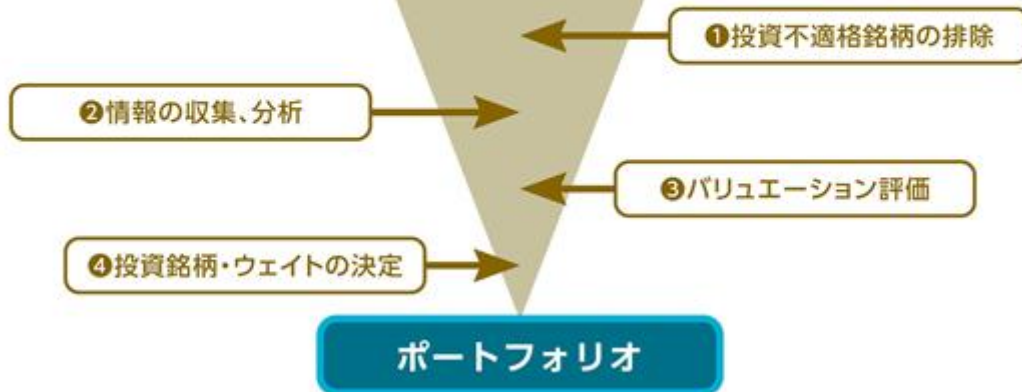 ❶投資不適格銘柄の排除
❷情報の収集、分析
❸バリュエーション評価
❹投資銘柄・ウェイトの決定
ポートフォリオ